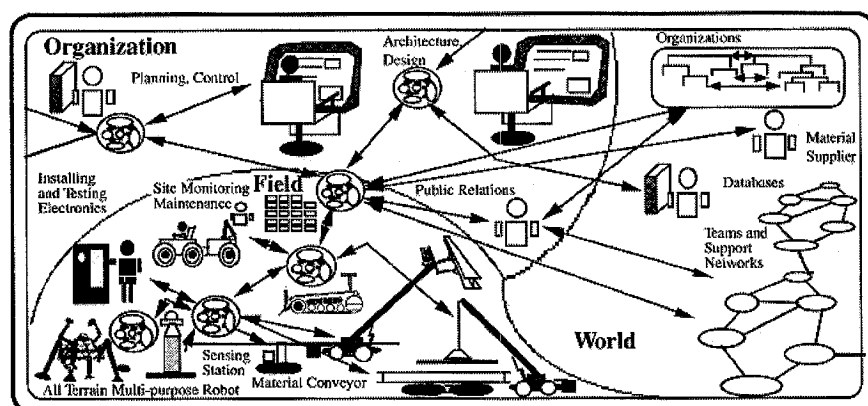 Organization
Planning, Control
Architecture,
Design
Organizations
Material
Supplier
Installing
and Testing
Electronics
Site Monitoring
Maintenance
Field
Public Relations
Databases
Teams and
Support
Networks
World
Sensing
Station
Material Conveyor
All Terrain Multi-purpose Robot